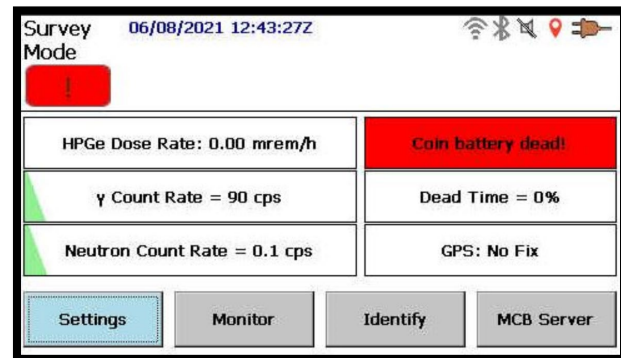 Survey Mode
06/08/2021 12:43:27Z
!
HPGe Dose Rate: 0.00 mrem/h
Coin battery dead!
γ Count Rate = 90 cps
Dead Time = 0%
Neutron Count Rate = 0.1 cps
GPS: No Fix
Settings
Monitor
Identify
MCB Server